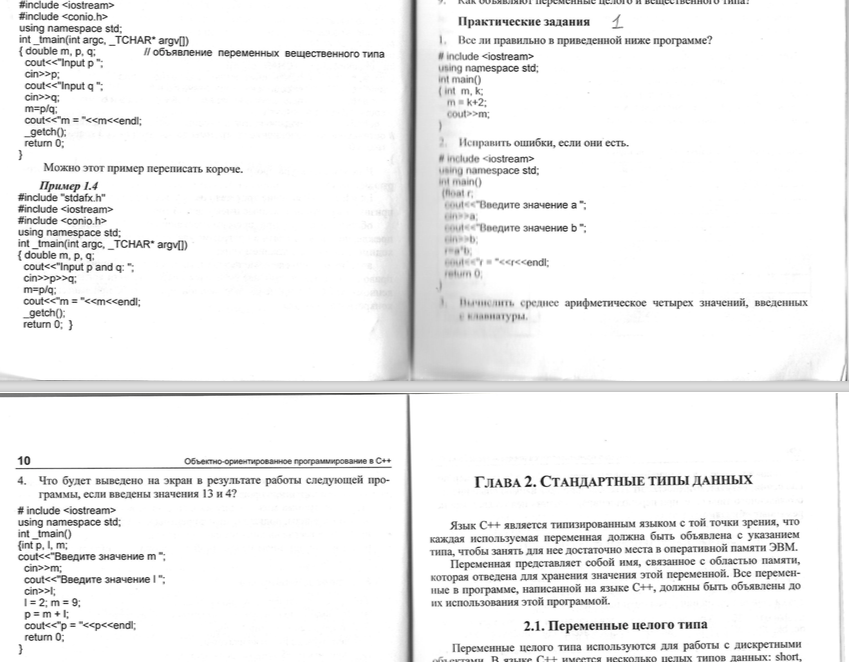 #include <iostream>
#include <conio.h>
using namespace std;
int _tmain(int argc, _TCHAR* argv[])
{ double m, p, q; // объявление переменных вещественного типа
cout<<"Input p ";
cin>>p;
cout<<"Input q ";
cin>>q;
m=p/q;
cout<<"m = "<<m<<endl;
_getch();
return 0;
}
Можно этот пример переписать короче.
Пример 1.4
#include "stdafx.h"
#include <iostream>
#include <conio.h>
using namespace std;
int _tmain(int argc, _TCHAR* argv[])
{ double m, p, q;
cout<<"Input p and q: ";
cin>>p>>q;
m=p/q;
cout<<"m = "<<m<<endl;
_getch();
return 0; }
9. Как объявляют переменные целого и вещественного типа?
Практические задания 1
1. Все ли правильно в приведенной ниже программе?
# include <iostream>
using namespace std;
int main()
{ int m, k;
m = k+2;
cout>>m;
}
2. Исправить ошибки, если они есть.
# include <iostream>
using namespace std;
int main()
{float r;
cout<<"Введите значение a ";
cin>>a;
cout<<"Введите значение b ";
cin>>b;
r=a*b;
cout<<"r = "<<r<<endl;
return 0;
}
3. Вычислить среднее арифметическое четырех значений, введенных
с клавиатуры.
10 Объектно-ориентированное программирование в С++
4. Что будет выведено на экран в результате работы следующей про-
граммы, если введены значения 13 и 4?
# include <iostream>
using namespace std;
int _tmain()
{int p, l, m;
cout<<"Введите значение m ";
cin>>m;
cout<<"Введите значение l ";
cin>>l;
l = 2; m = 9;
p = m + l;
cout<<"p = "<<p<<endl;
return 0;
}
ГЛАВА 2. СТАНДАРТНЫЕ ТИПЫ ДАННЫХ
Язык С++ является типизированным языком с той точки зрения, что
каждая используемая переменная должна быть объявлена с указанием
типа, чтобы занять для нее достаточно места в оперативной памяти ЭВМ.
Переменная представляет собой имя, связанное с областью памяти,
которая отведена для хранения значения этой переменной. Все перемен-
ные в программе, написанной на языке С++, должны быть объявлены до
их использования этой программой.
2.1. Переменные целого типа
Переменные целого типа используются для работы с дискретными
объектами. В языке С++ имеется несколько целых типов данных: short,